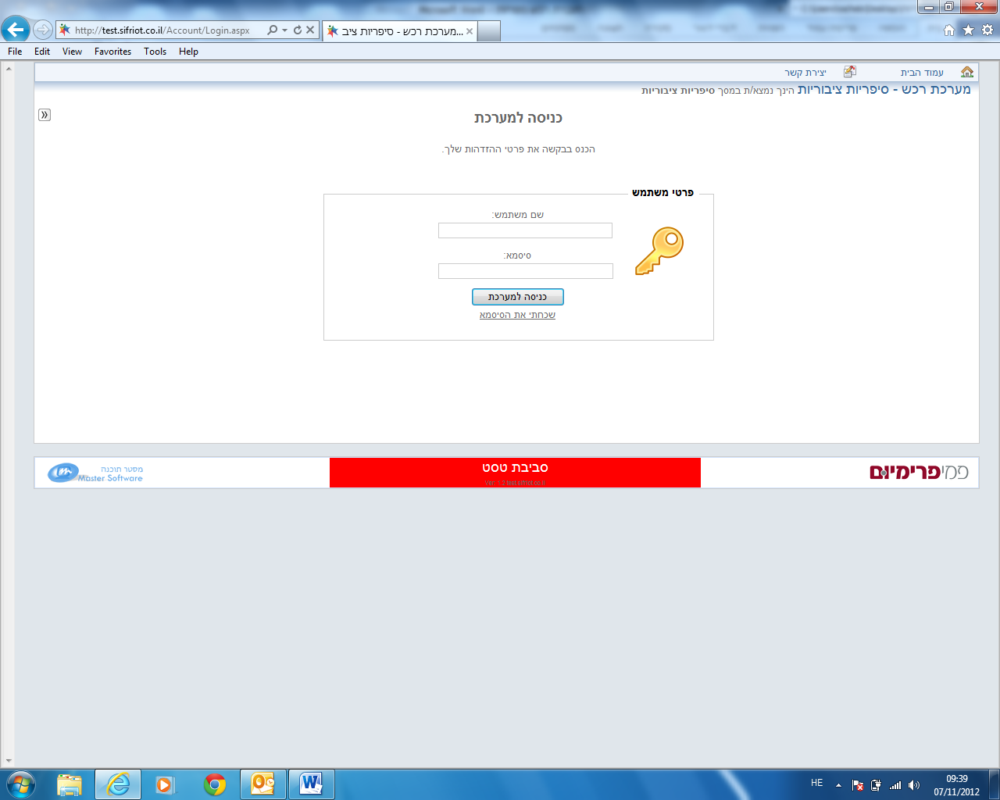 http://test.sifriot.co.il/Account/Login.aspx
מערכת רכש - סיפריות ציב...
File Edit View Favorites Tools Help
עמוד הבית
יצירת קשר
מערכת רכש - סיפריות ציבוריות הינך נמצא/ת במסך סיפריות ציבוריות
כניסה למערכת
הכנס בבקשה את פרטי ההזדהות שלך.
פרטי משתמש
שם משתמש:
סיסמא:
כניסה למערכת
שכחתי את הסיסמא
פמיפרימיום
סביבת טסט
Ver. 1.2 test.sifriot.co.il
מסטר תוכנה
Master Software
HE
09:39
07/11/2012